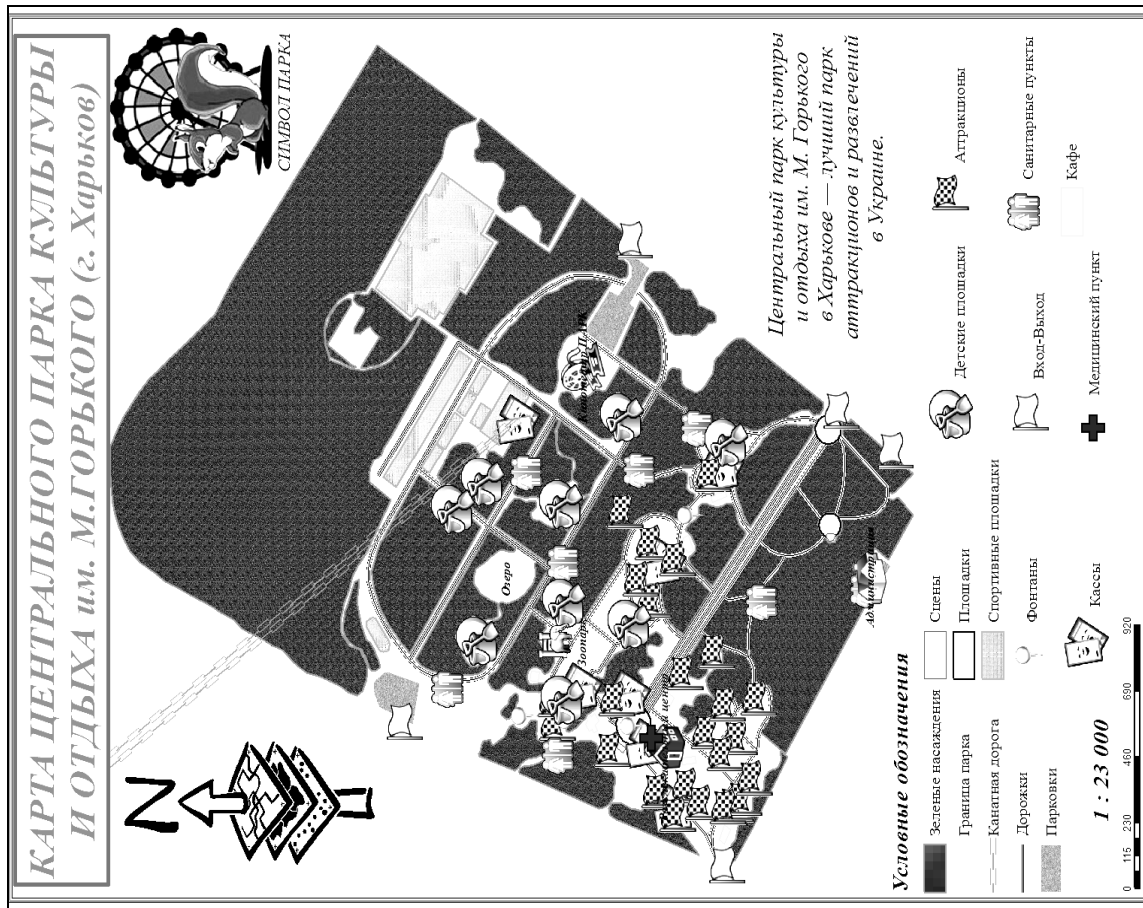 КАРТА ЦЕНТРАЛЬНОГО ПАРКА КУЛЬТУРЫ
И ОТДЫХА им. М.ГОРЬКОГО (г. Харьков)
N
СИМВОЛ ПАРКА
Озеро
Зоопарк
Администрация
центр
Центральный парк культуры
и отдыха им. М. Горького
в Харькове — лучший парк
аттракционов и развлечений
в Украине.
Условные обозначения
Зеленые насаждения
Граница парка
Канатная дорога
Дорожки
Парковки
Сцены
Площадки
Спортивные площадки
Фонтаны
Кассы
Детские площадки
Вход-Выход
Медицинский пункт
Аттракционы
Санитарные пункты
Кафе
1 : 23 000
0 115 230 460 690 920